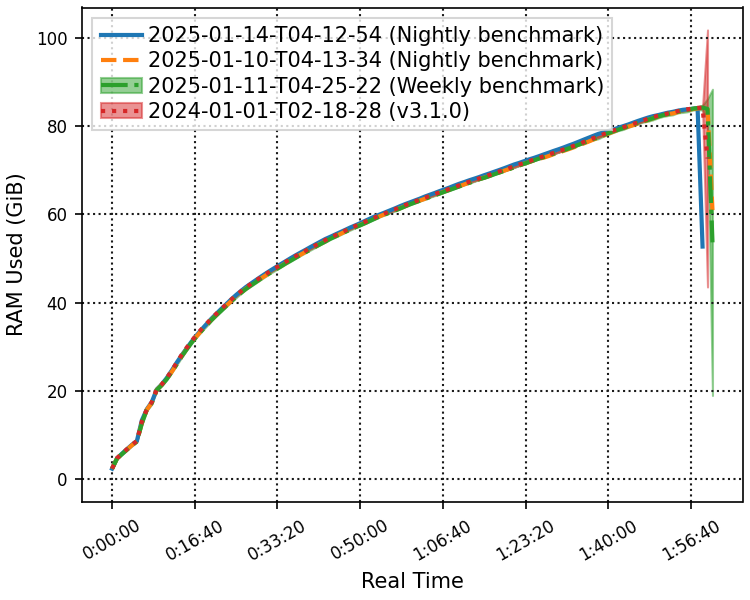 2025-01-14-T04-12-54 (Nightly benchmark)
2025-01-10-T04-13-34 (Nightly benchmark)
2025-01-11-T04-25-22 (Weekly benchmark)
2024-01-01-T02-18-28 (v3.1.0)
100
80
60
40
20
0
RAM Used (GiB)
0:00:00
0:16:40
0:33:20
0:50:00
1:06:40
1:23:20
1:40:00
1:56:40
Real Time